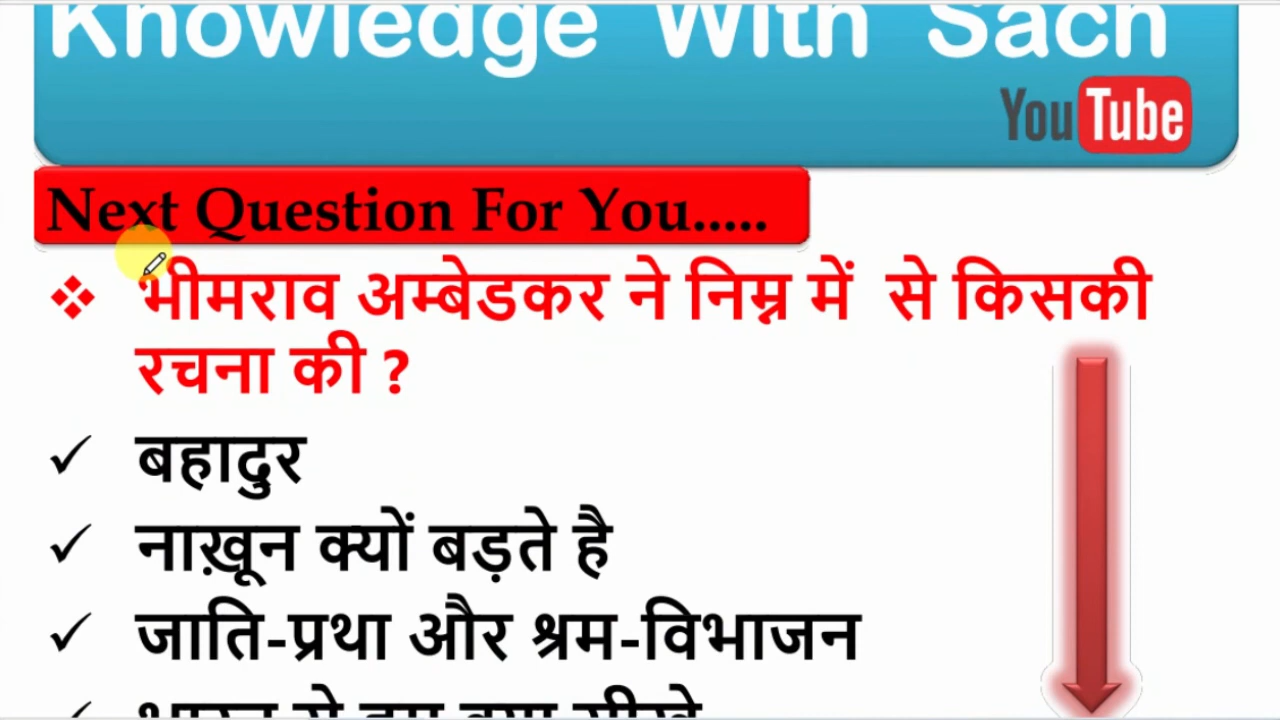 Knowledge With Sach
YouTube
Next Question For You.....
भीमराव अम्बेडकर ने निम्न में से किसकी
रचना की ?
बहादुर
नाख़ून क्यों बड़ते है
जाति-प्रथा और श्रम-विभाजन